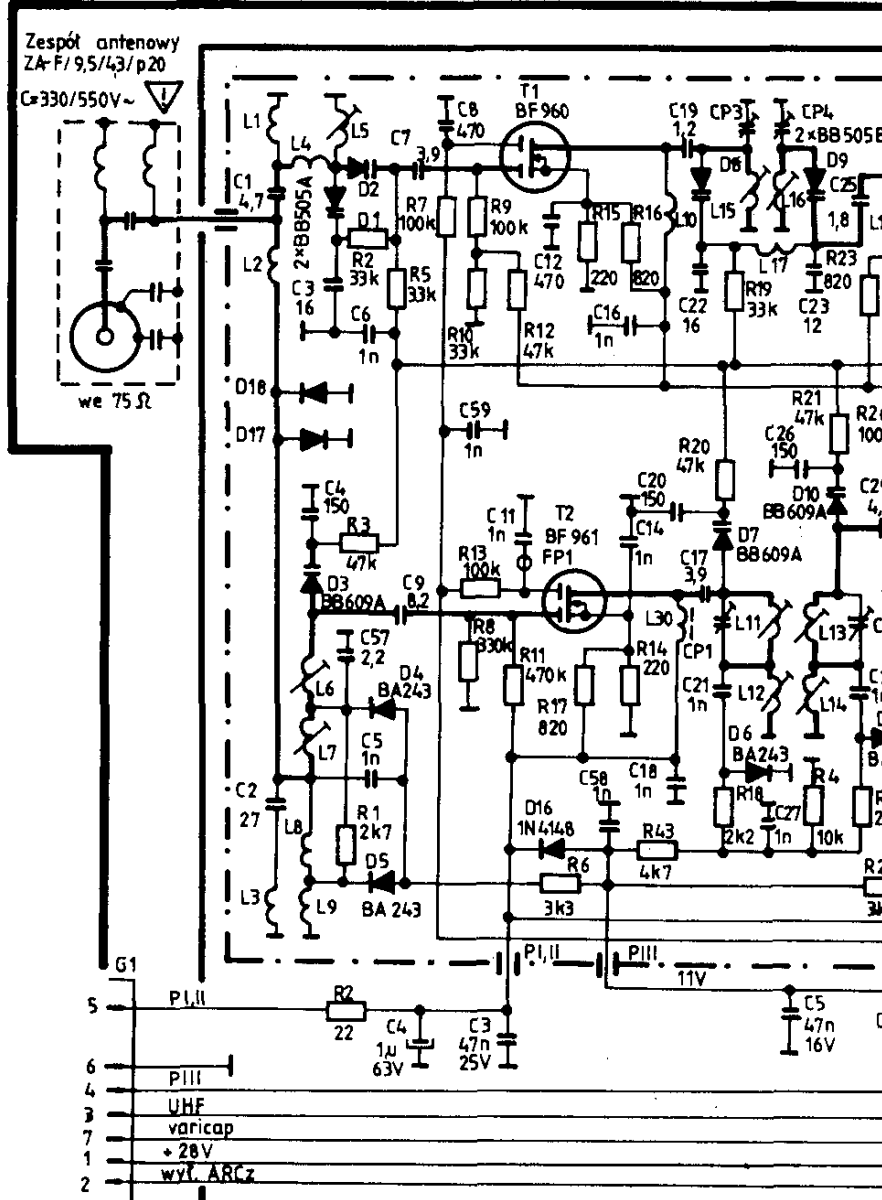 Zespół antenowy
ZA-F/9,5/43/p20
C=330/550V~
we 75 Ω
L1
L4
L5
C7
3,9
C8
470
T1
BF 960
C19
1,2
CP3
CP4
2×BB505B
D2
D8
D9
C1
4,7
2×BB505A
D1
R7
100k
R9
100k
R15
220
R16
820
L10
L15
L16
C25
1,8
L2
R2
33k
R5
33k
C12
470
L17
R23
820
C3
16
C6
1n
R10
33k
R12
47k
C16
1n
C22
16
R19
33k
C23
12
D18
D17
C59
1n
R21
47k
100
R20
47k
C26
150
C4
150
R3
47k
C11
1n
T2
BF 961
FP1
C20
150
C14
1n
D10
BB609A
D7
BB609A
D3
BB609A
C9
8,2
R13
100k
C17
3,9
L30
CP1
L11
L13
C57
2,2
R8
330k
R11
470k
R14
220
R17
820
C21
1n
L12
L14
L6
D4
BA243
L7
C5
1n
D6
BA243
C2
27
C58
1n
C18
1n
R4
10k
R18
2k2
C27
1n
L8
R1
2k7
D16
1N4148
R43
4k7
L3
L9
D5
BA 243
R6
3k3
PI,II
PIII
11V
G1
5
PI,II
R2
22
C4
1μ
63V
C3
47n
25V
C5
47n
16V
6
4
PIII
3
UHF
7
varicap
1
+ 28V
2
wył. ARCz